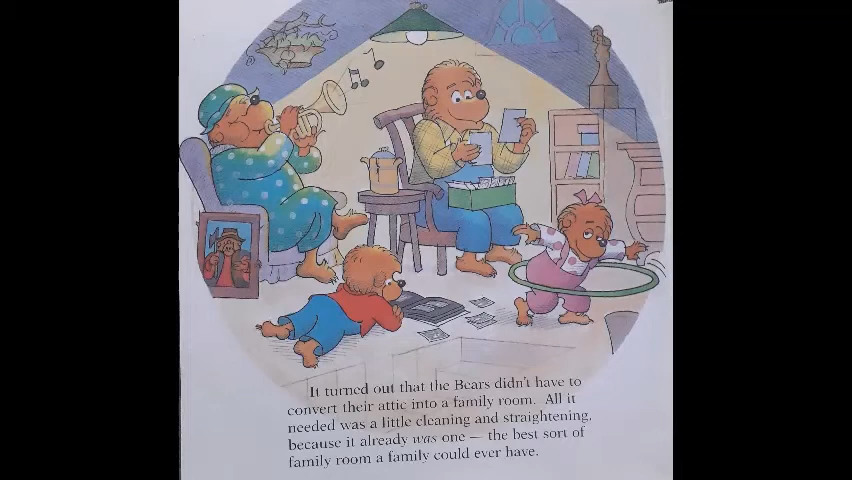 It turned out that the Bears didn't have to
convert their attic into a family room. All it
needed was a little cleaning and straightening,
because it already was one — the best sort of
family room a family could ever have.